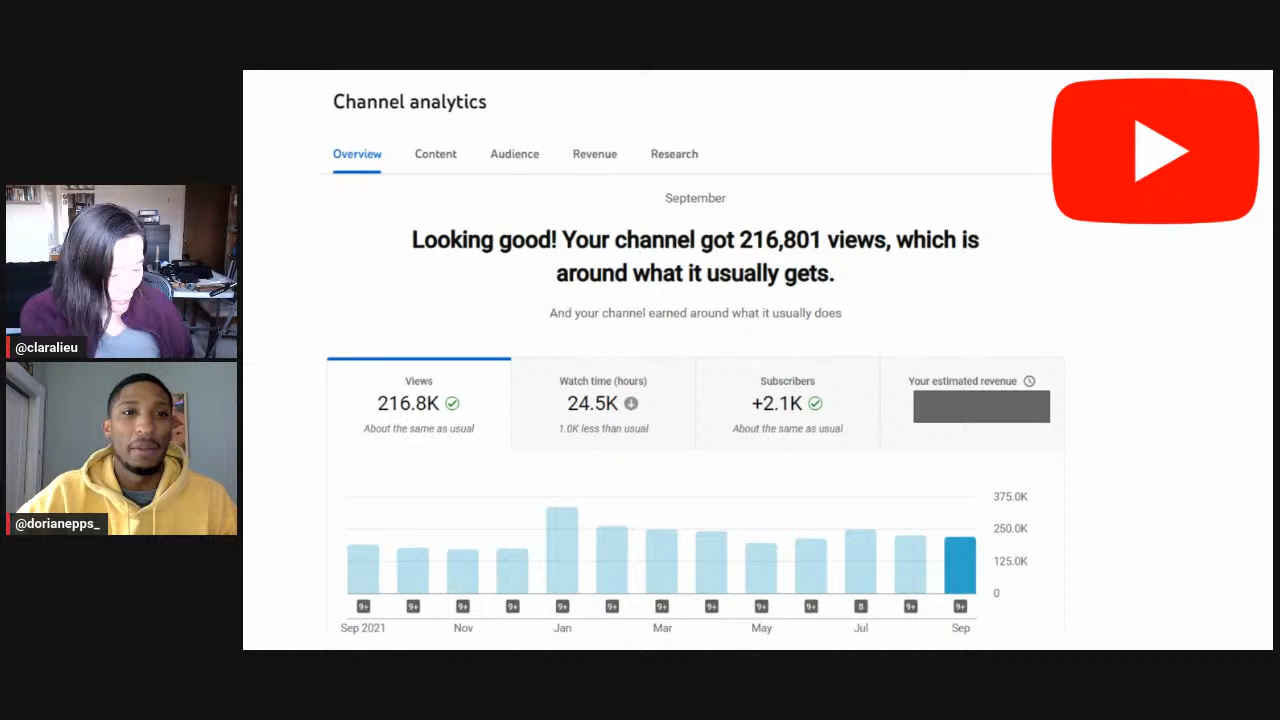 Channel analytics
Overview Content Audience Revenue Research
September
Looking good! Your channel got 216,801 views, which is
around what it usually gets.
And your channel earned around what it usually does
Views Watch time (hours) Subscribers Your estimated revenue
216.8K 24.5K +2.1K
About the same as usual 1.0K less than usual About the same as usual
375.0K
250.0K
125.0K
0
9+ 9+ 9+ 9+ 9+ 9+ 9+ 9+ 9+ 9+ 8 9+ 9+
Sep 2021 Nov Jan Mar May Jul Sep
@claralieu
@dorianepps_